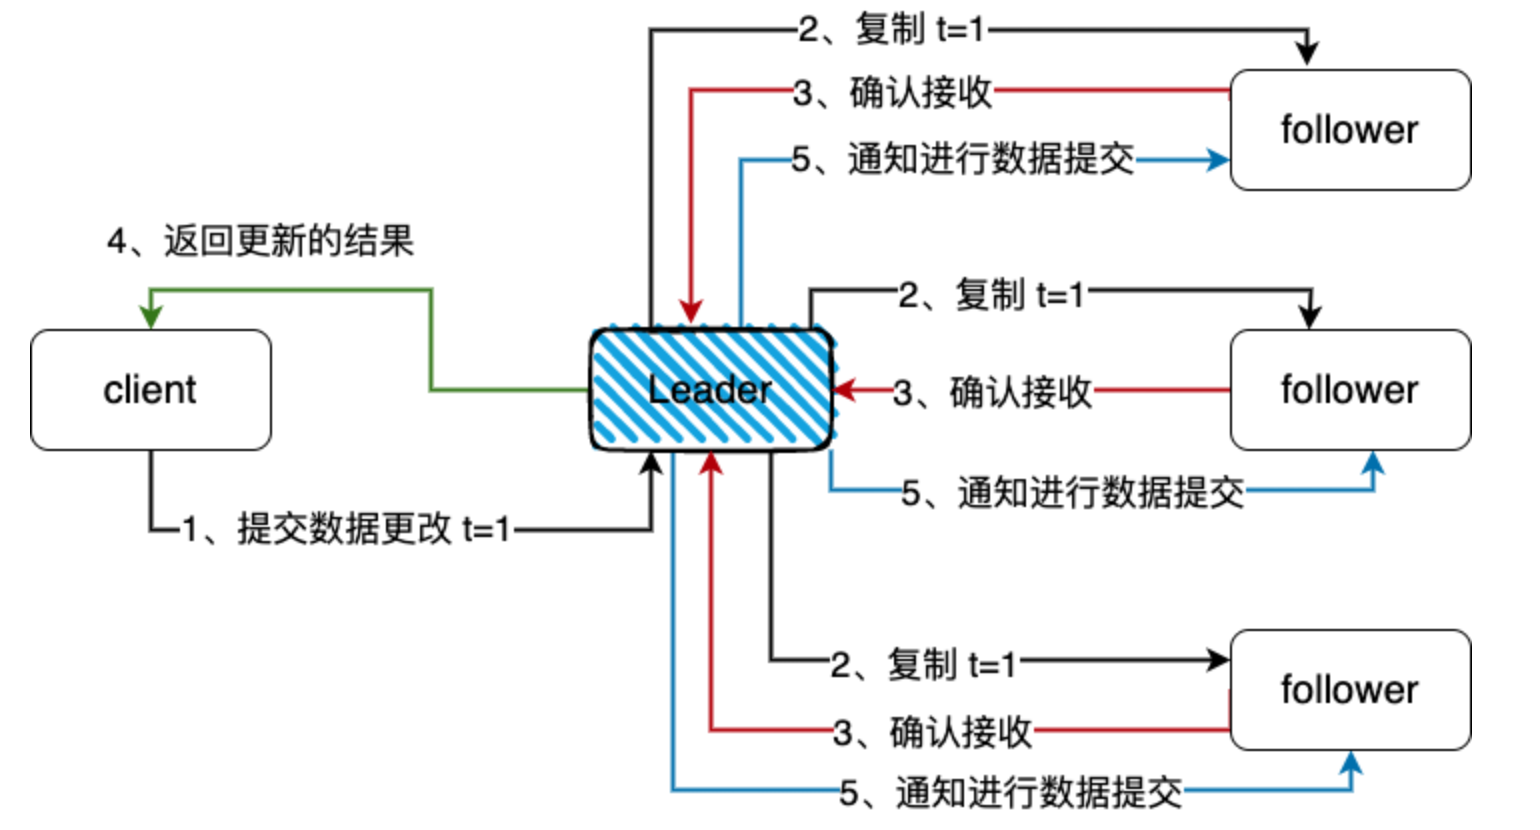 2、复制 t=1
3、确认接收
follower
5、通知进行数据提交
4、返回更新的结果
2、复制 t=1
client
Leader
3、确认接收
follower
5、通知进行数据提交
1、提交数据更改 t=1
2、复制 t=1
follower
3、确认接收
5、通知进行数据提交